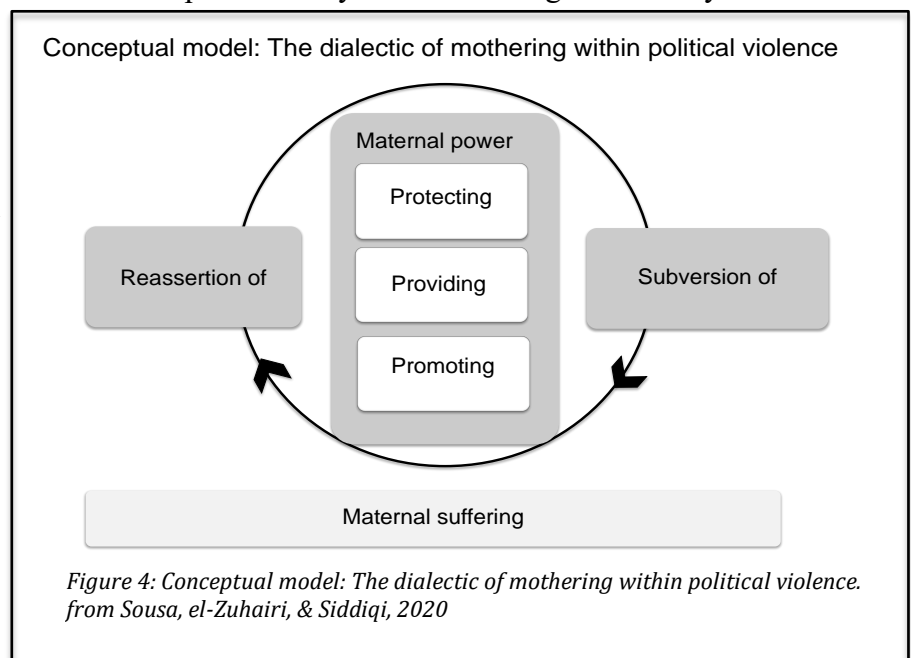 Conceptual model: The dialectic of mothering within political violence
Maternal power
Protecting
Reassertion of
Providing
Subversion of
Promoting
Maternal suffering
Figure 4: Conceptual model: The dialectic of mothering within political violence.
from Sousa, el-Zuhairi, & Siddiqi, 2020